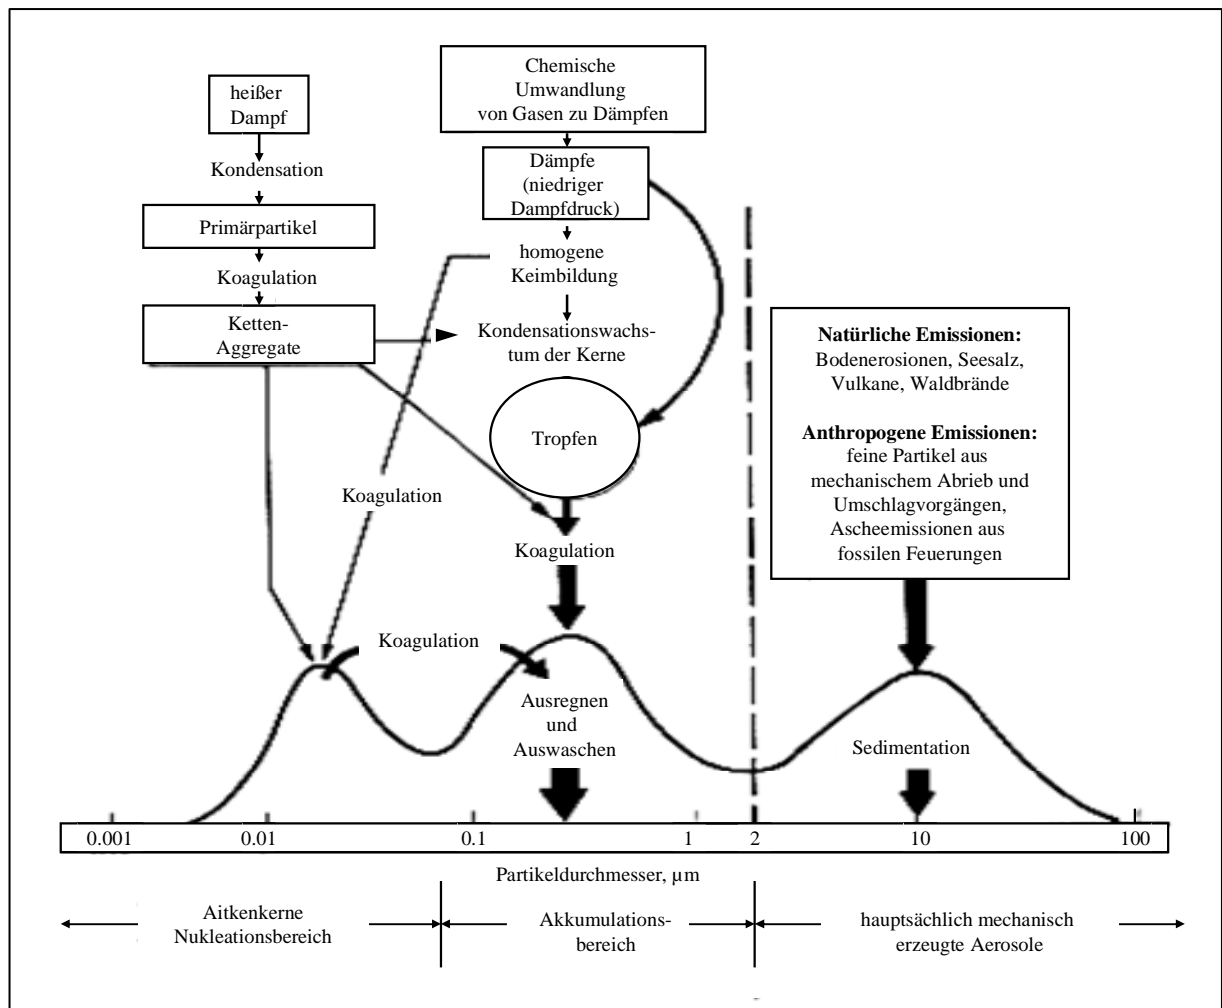 heißer
Dampf
Kondensation
Primärpartikel
Koagulation
Ketten-
Aggregate
Chemische
Umwandlung
von Gasen zu Dämpfen
Dämpfe
(niedriger
Dampfdruck)
homogene
Keimbildung
Kondensationswachs-
tum der Kerne
Tropfen
Koagulation
Koagulation
Koagulation
Ausregnen
und
Auswaschen
Natürliche Emissionen:
Bodenerosionen, Seesalz,
Vulkane, Waldbrände
Anthropogene Emissionen:
feine Partikel aus
mechanischem Abrieb und
Umschlagvorgängen,
Ascheemissionen aus
fossilen Feuerungen
Sedimentation
0.001 0.01 0.1 1 2 10 100
Partikeldurchmesser, µm
Aitkenkerne
Nukleationsbereich
Akkumulations-
bereich
hauptsächlich mechanisch
erzeugte Aerosole